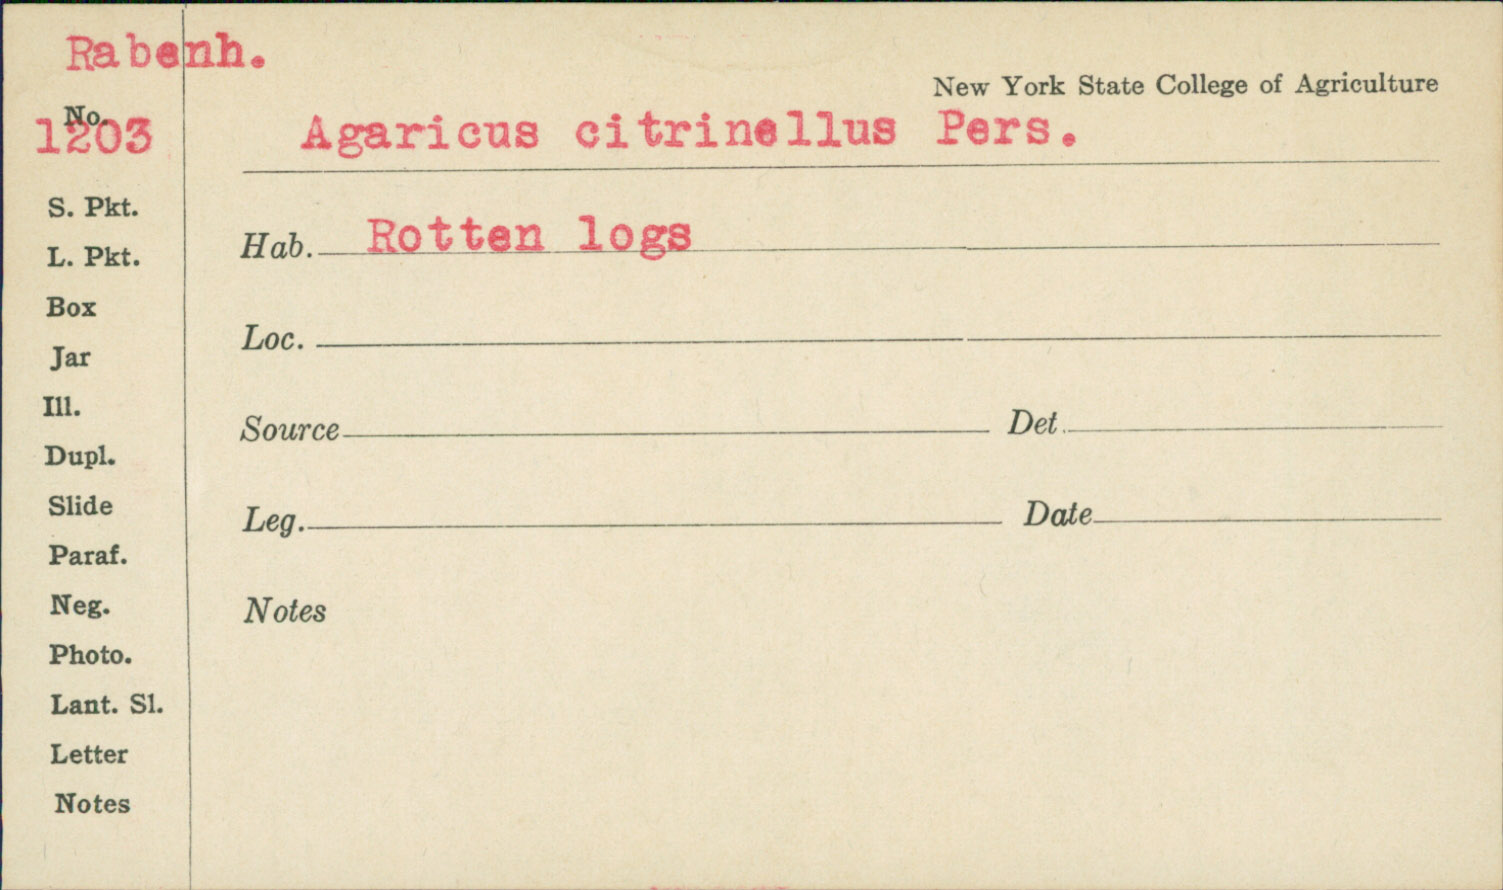 Rabenh.
New York State College of Agriculture
No.
1203
Agaricus citrinellus Pers.
S. Pkt.
Hab. Rotten logs
L. Pkt.
Box
Loc.
Jar
Ill.
Source Det.
Dupl.
Slide
Leg. Date
Paraf.
Neg.
Notes
Photo.
Lant. Sl.
Letter
Notes